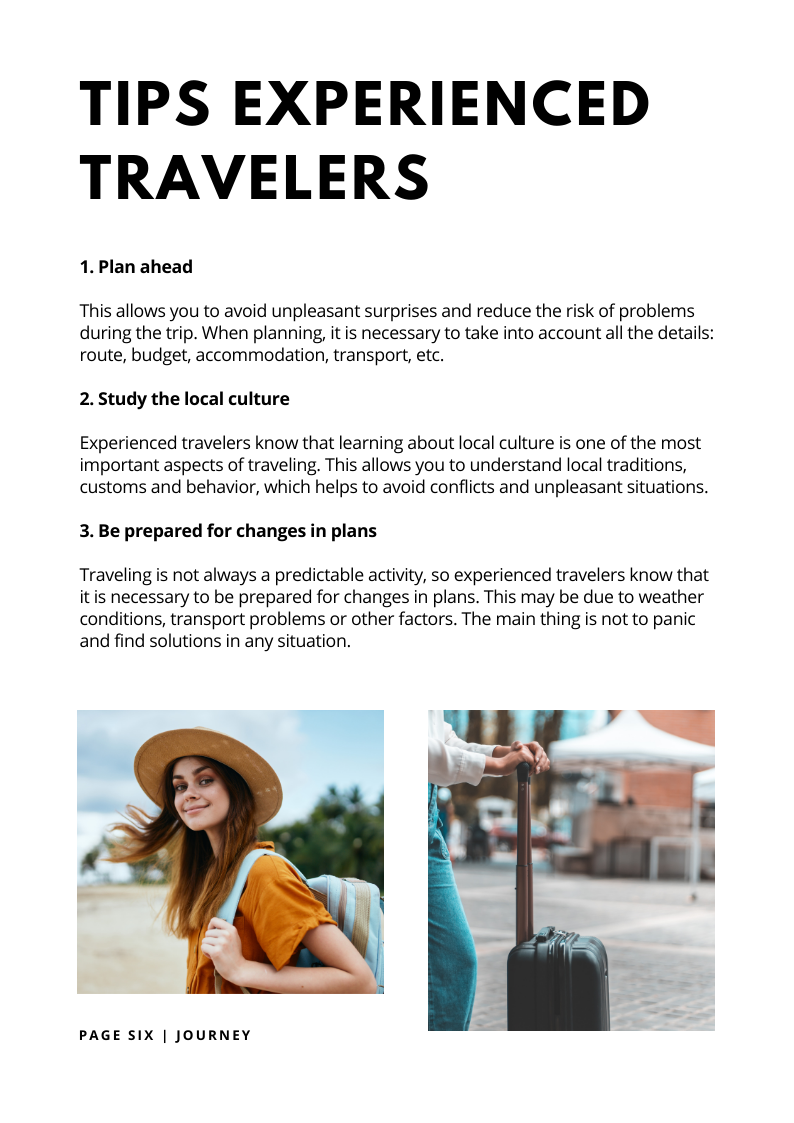 TIPS EXPERIENCED
TRAVELERS
1. Plan ahead
This allows you to avoid unpleasant surprises and reduce the risk of problems
during the trip. When planning, it is necessary to take into account all the details:
route, budget, accommodation, transport, etc.
2. Study the local culture
Experienced travelers know that learning about local culture is one of the most
important aspects of traveling. This allows you to understand local traditions,
customs and behavior, which helps to avoid conflicts and unpleasant situations.
3. Be prepared for changes in plans
Traveling is not always a predictable activity, so experienced travelers know that
it is necessary to be prepared for changes in plans. This may be due to weather
conditions, transport problems or other factors. The main thing is not to panic
and find solutions in any situation.
PAGE SIX | JOURNEY